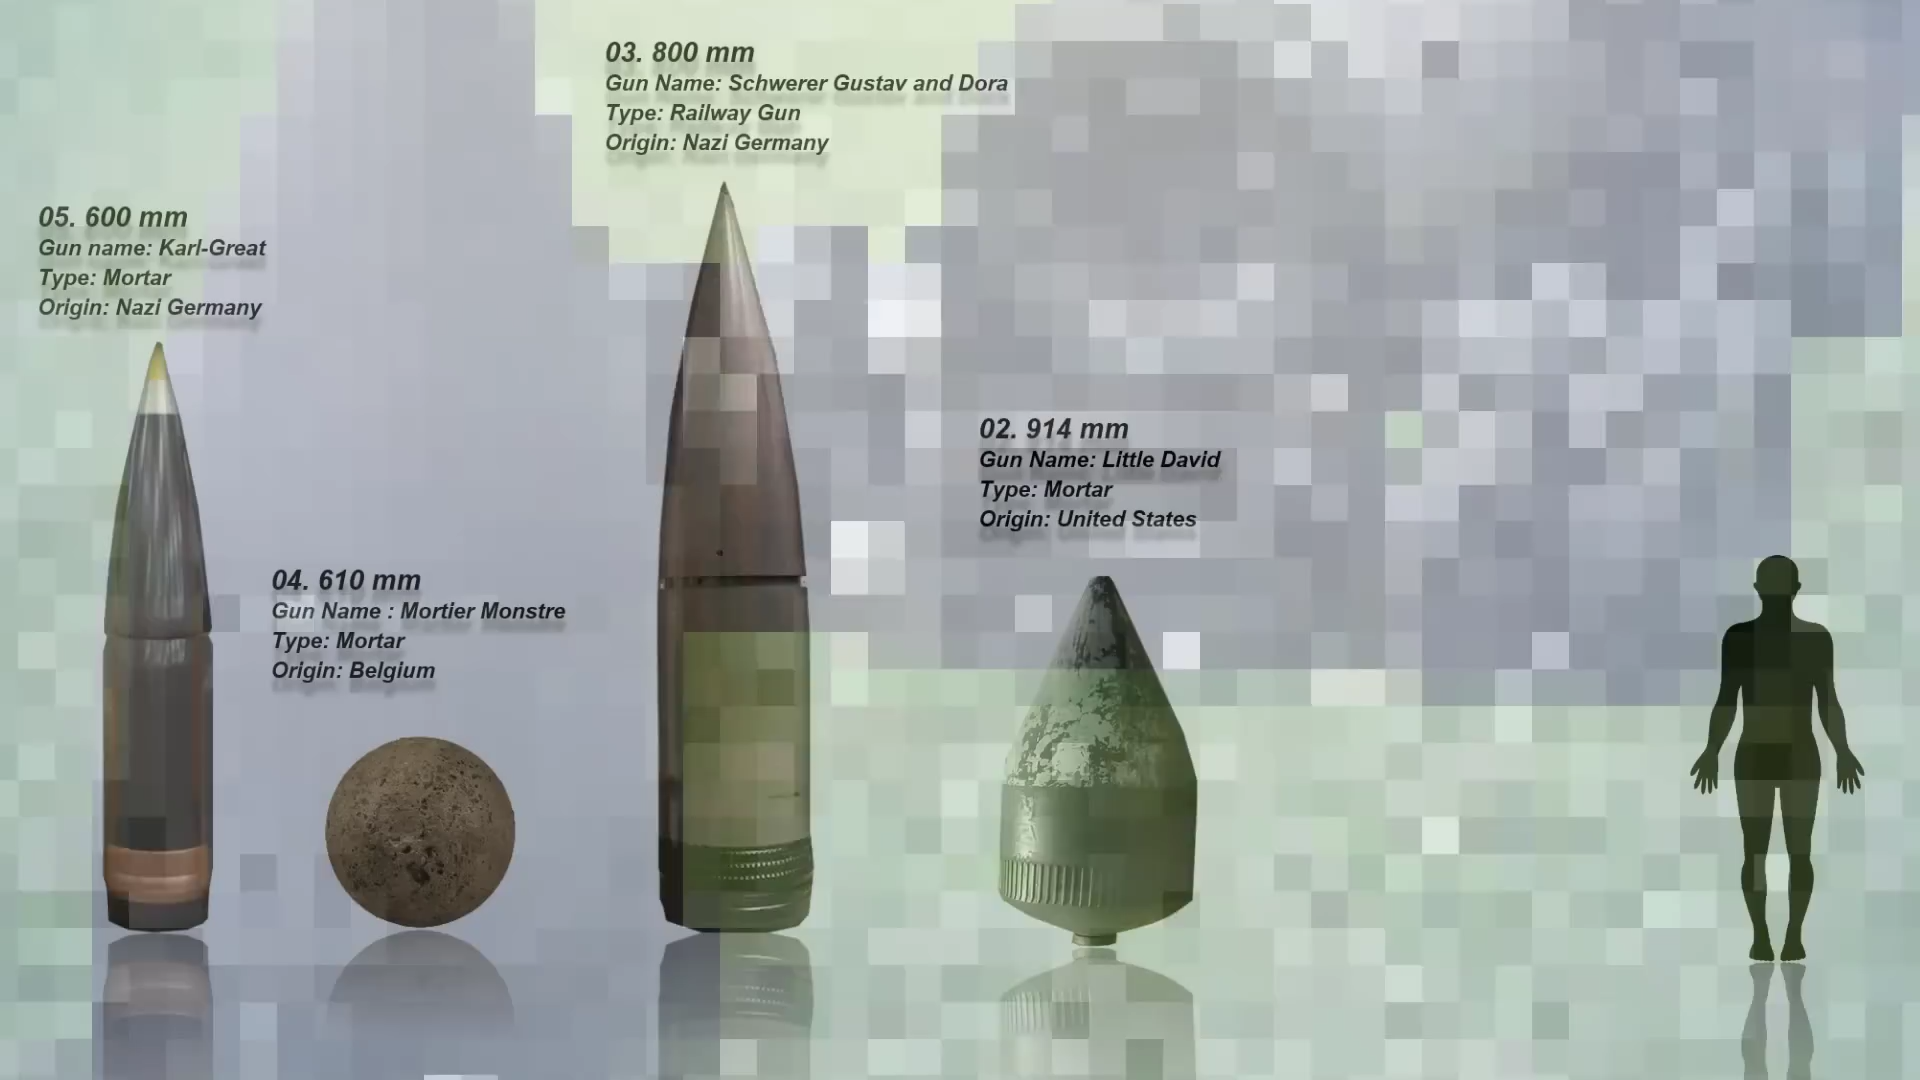 03. 800 mm
Gun Name: Schwerer Gustav and Dora
Type: Railway Gun
Origin: Nazi Germany
05. 600 mm
Gun name: Karl-Great
Type: Mortar
Origin: Nazi Germany
02. 914 mm
Gun Name: Little David
Type: Mortar
Origin: United States
04. 610 mm
Gun Name : Mortier Monstre
Type: Mortar
Origin: Belgium